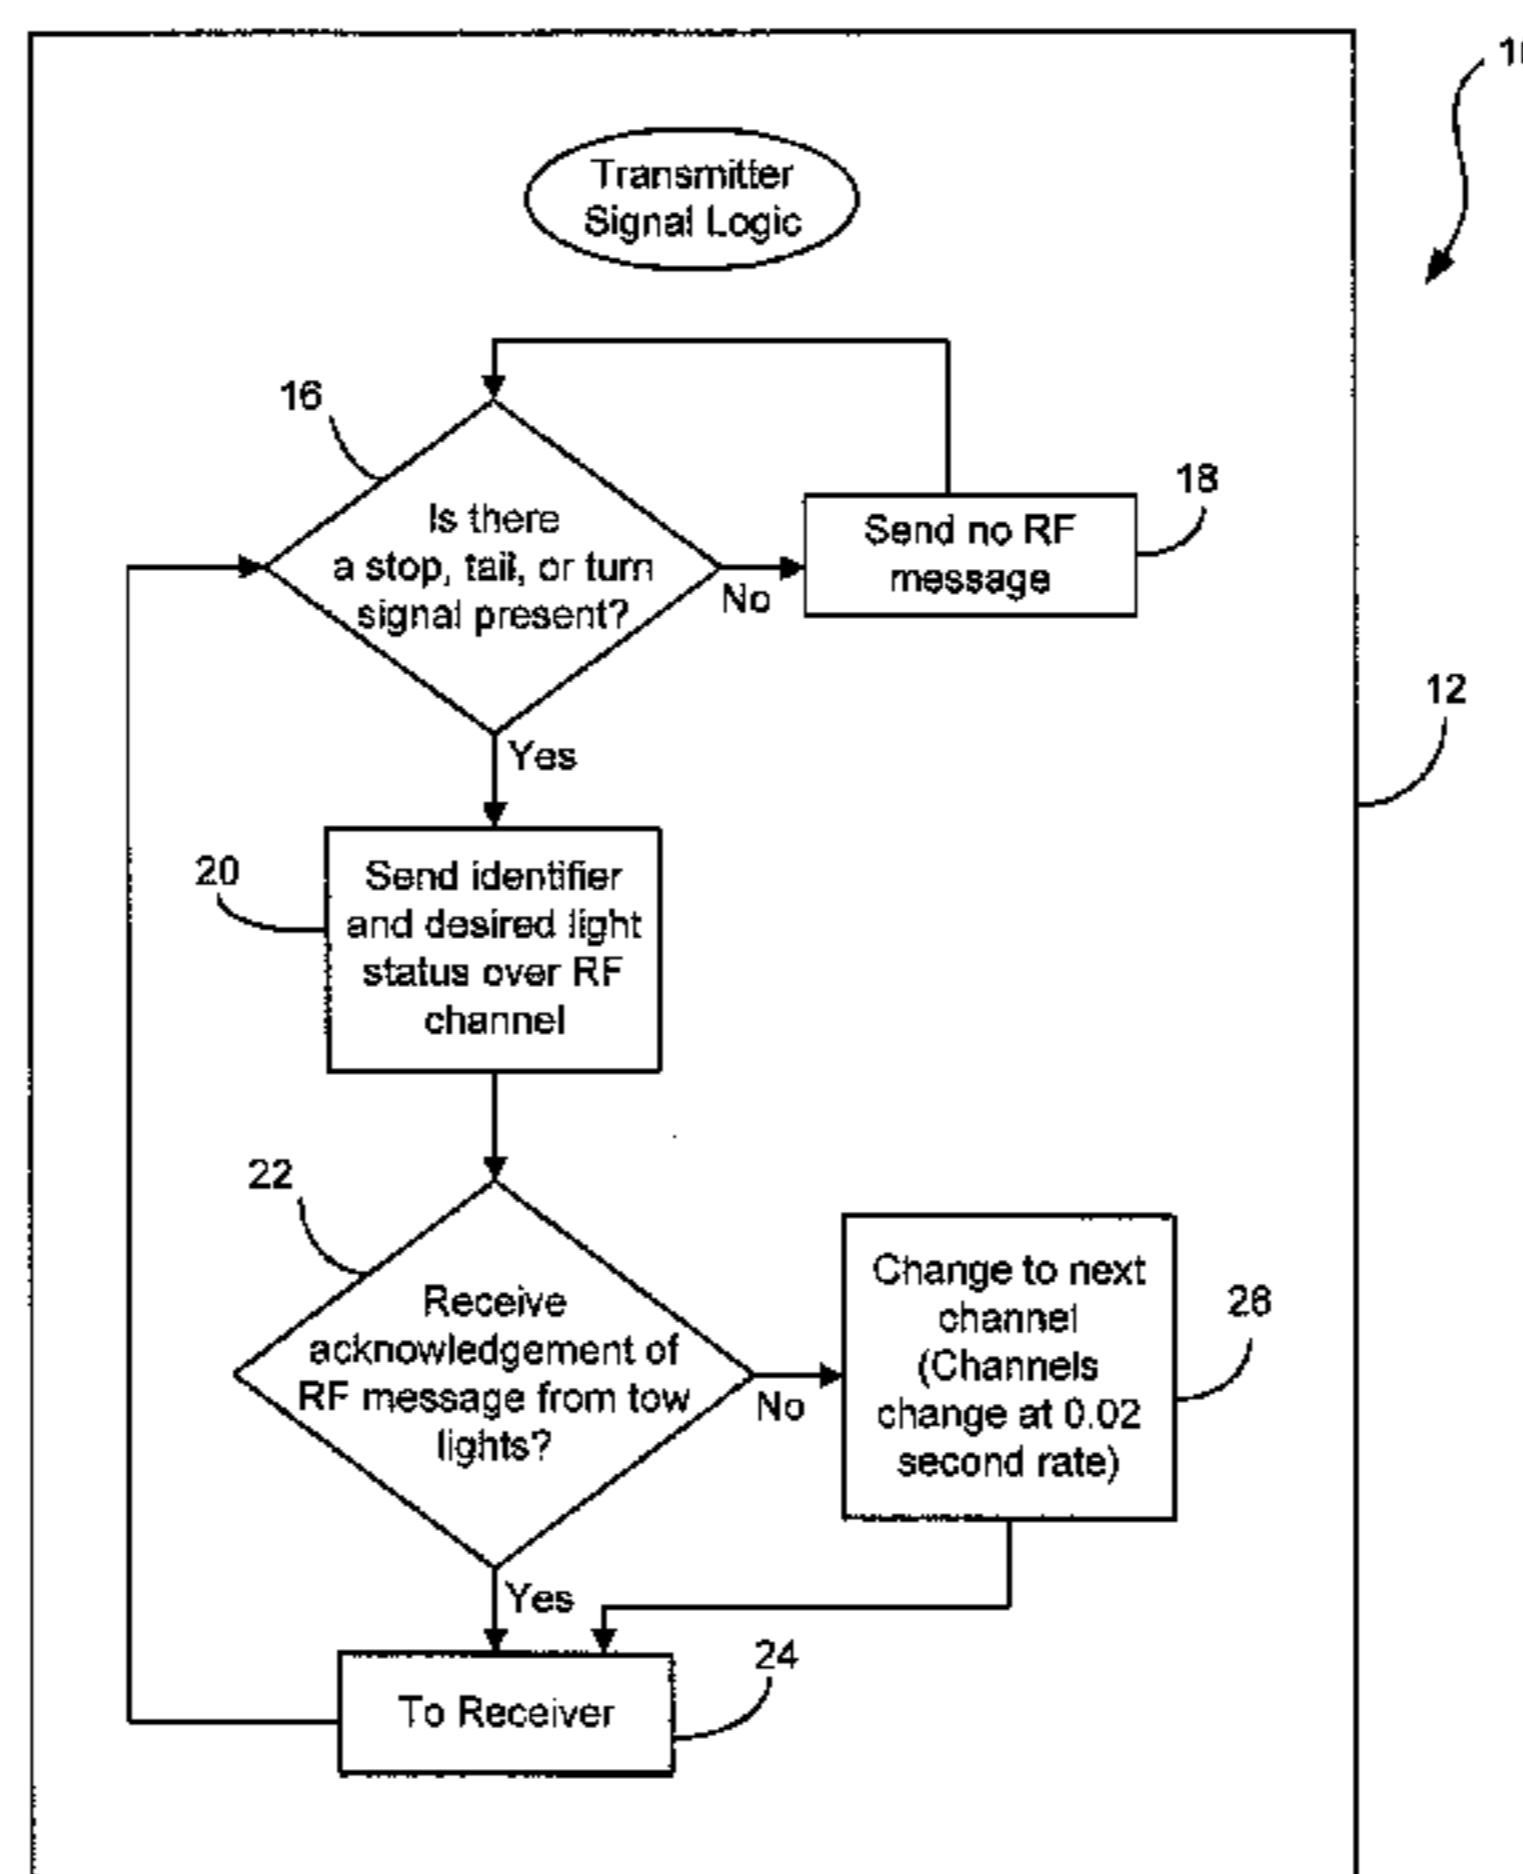 Transmitter
Signal Logic
16
Is there
a stop, tail, or turn
signal present?
No
18
Send no RF
message
12
Yes
20
Send identifier
and desired light
status over RF
channel
22
Receive
acknowledgement of
RF message from tow
lights?
No
Change to next
channel
(Channels
change at 0.02
second rate)
26
Yes
24
To Receiver